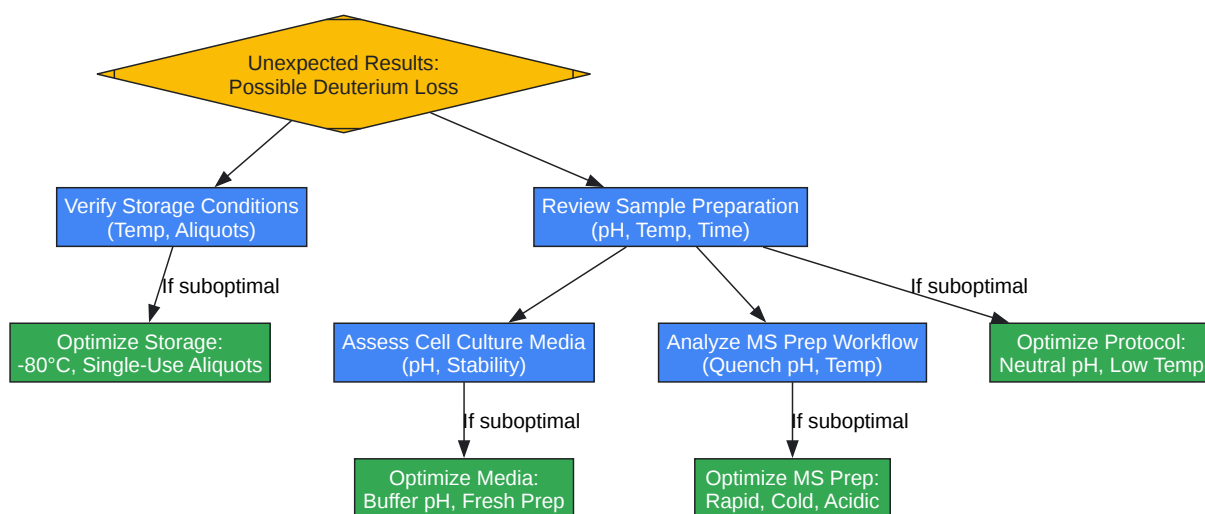 Unexpected Results:
Possible Deuterium Loss
Verify Storage Conditions
(Temp, Aliquots)
Review Sample Preparation
(pH, Temp, Time)
If suboptimal
If suboptimal
Optimize Storage:
-80°C, Single-Use Aliquots
Assess Cell Culture Media
(pH, Stability)
Analyze MS Prep Workflow
(Quench pH, Temp)
Optimize Protocol:
Neutral pH, Low Temp
If suboptimal
If suboptimal
Optimize Media:
Buffer pH, Fresh Prep
Optimize MS Prep:
Rapid, Cold, Acidic